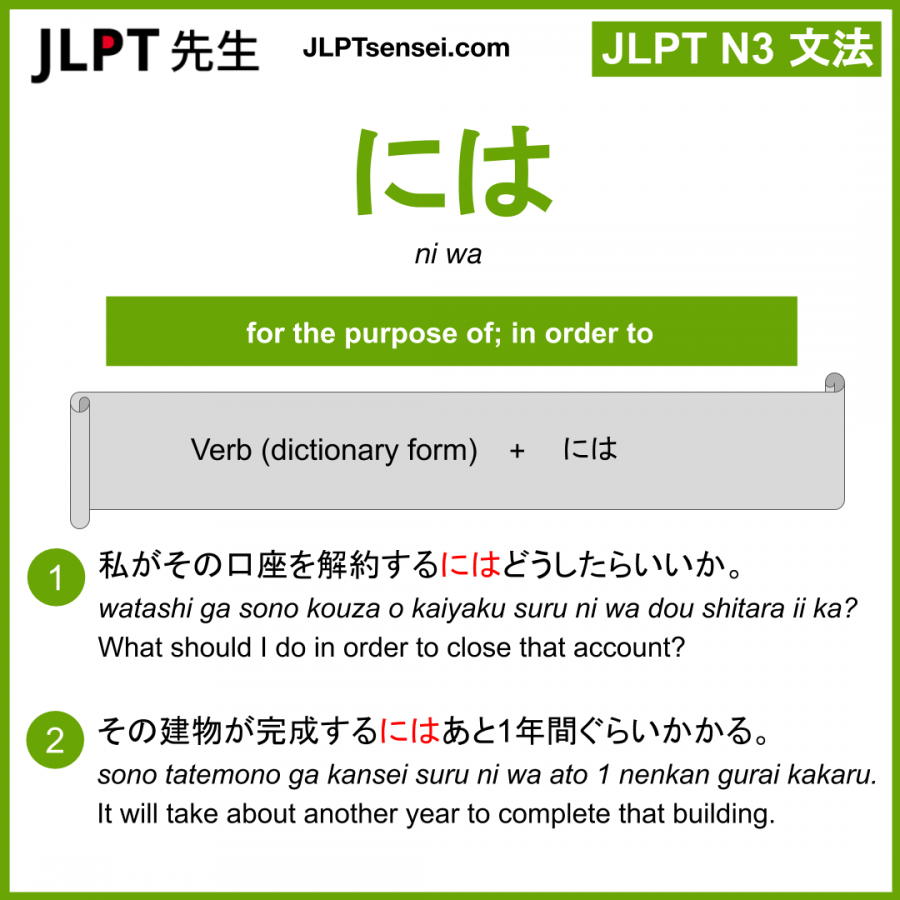 JLPT 先生
JLPTsensei.com
JLPT N3 文法
には
ni wa
for the purpose of; in order to
Verb (dictionary form) + には
1 私がその口座を解約するにはどうしたらいいか。
watashi ga sono kouza o kaiyaku suru ni wa dou shitara ii ka?
What should I do in order to close that account?
2 その建物が完成するにはあと1年間ぐらいかかる。
sono tatemono ga kansei suru ni wa ato 1 nenkan gurai kakaru.
It will take about another year to complete that building.